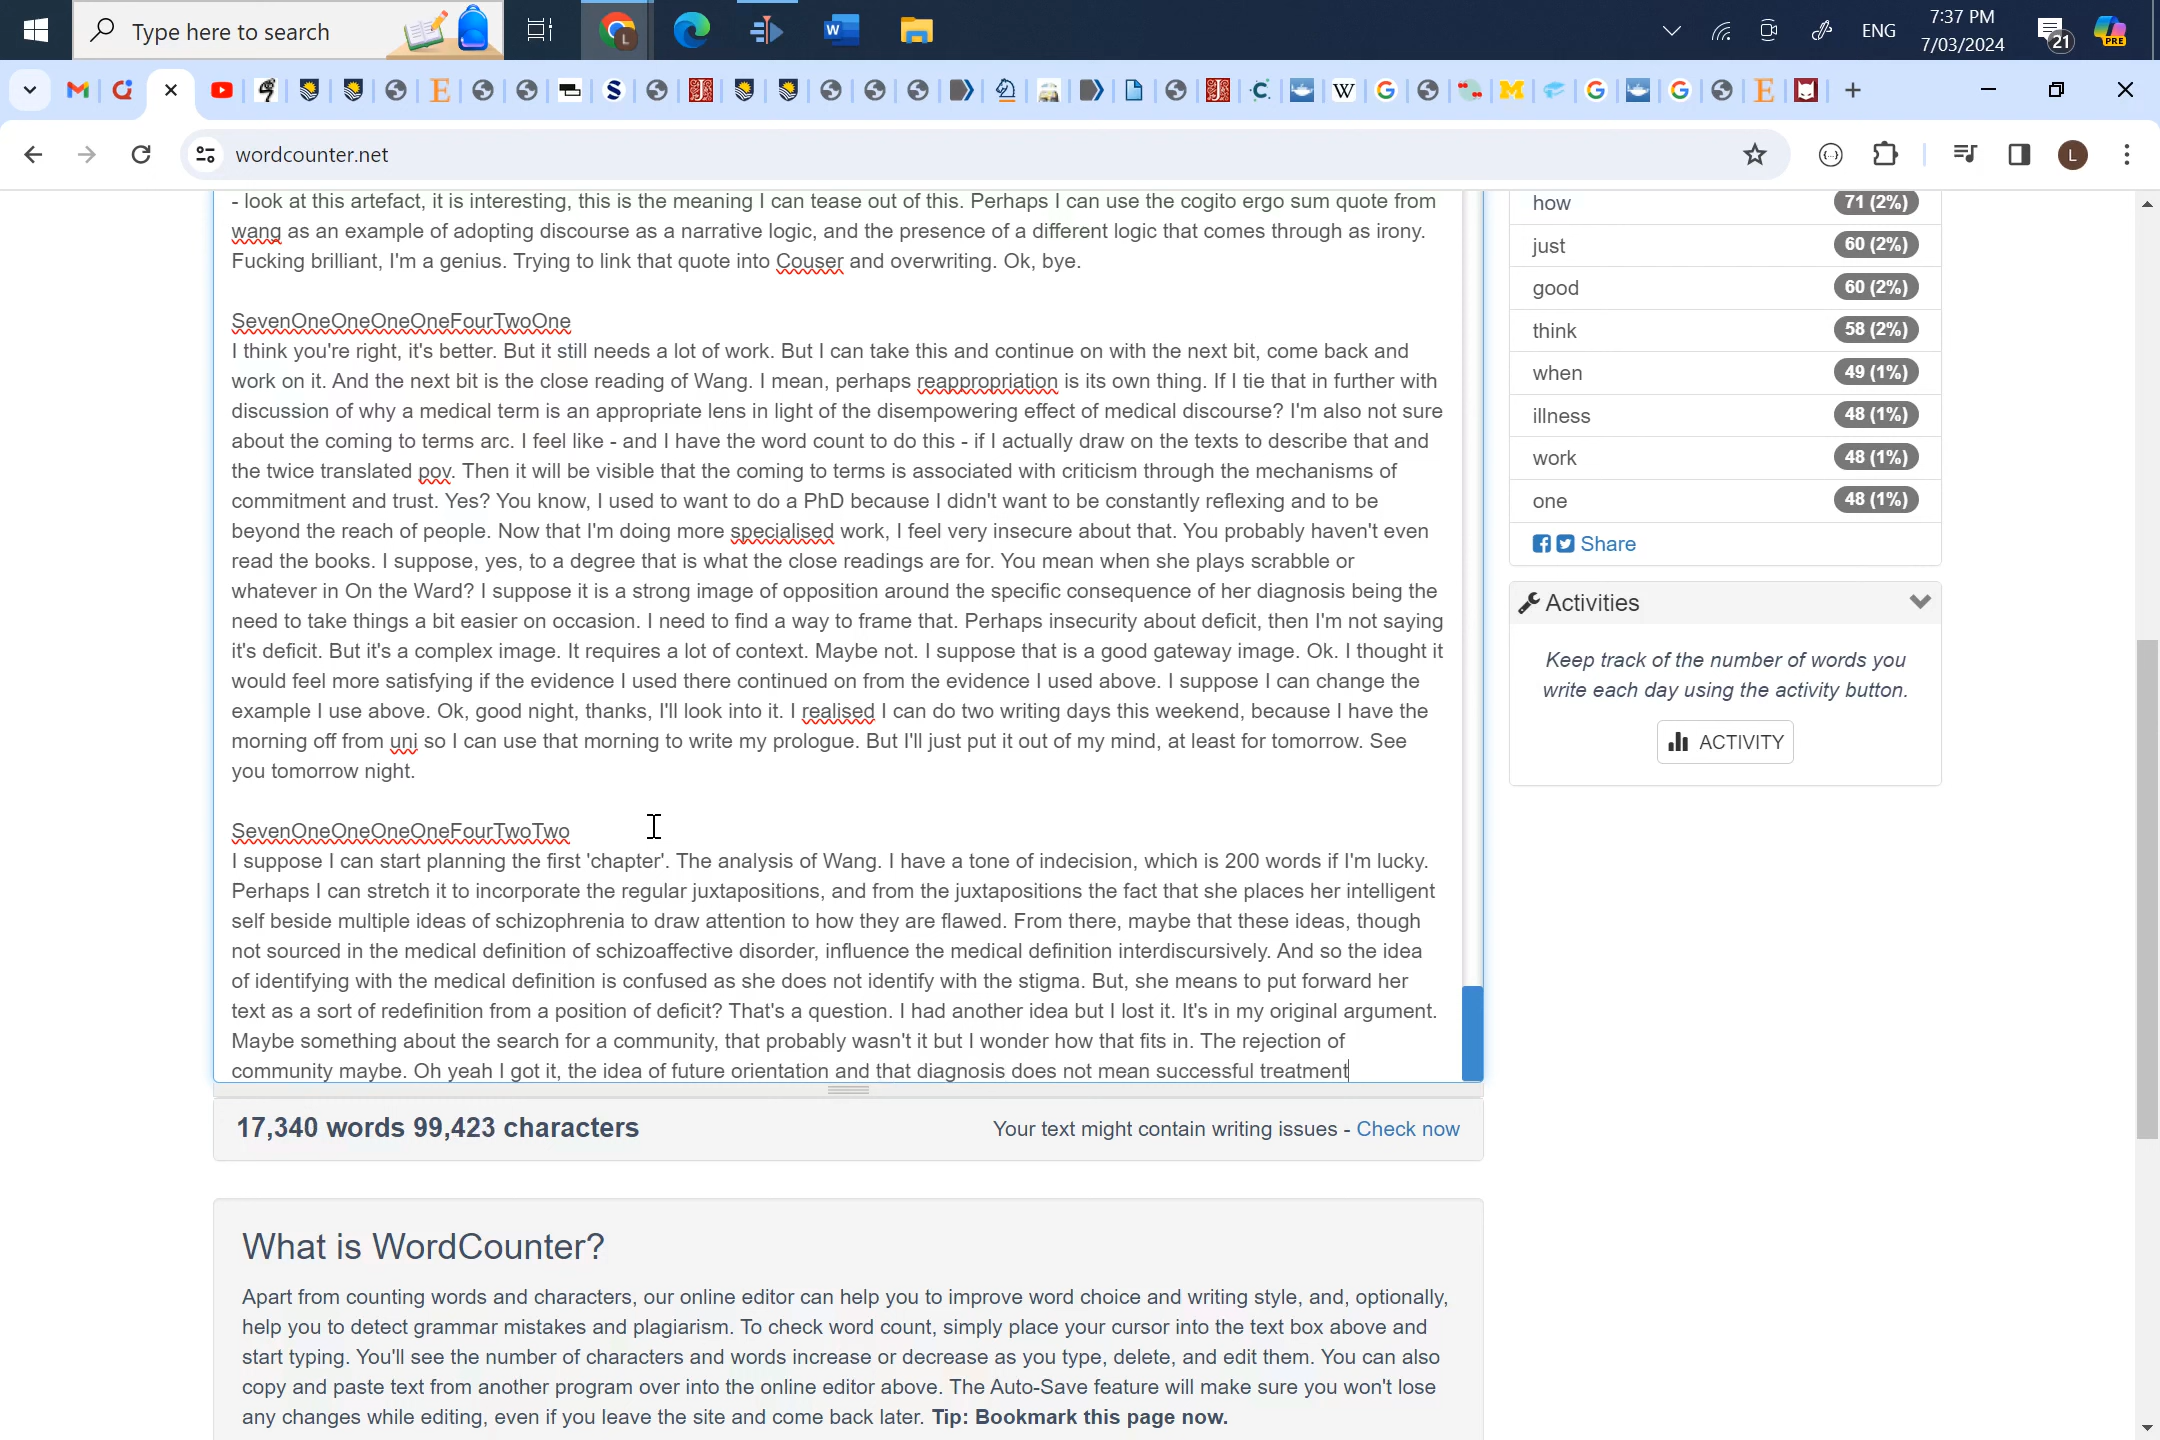 Type here to search
ENG
7:37 PM
7/03/2024
21
PRE
wordcounter.net
L
- look at this artefact, it is interesting, this is the meaning I can tease out of this. Perhaps I can use the cogito ergo sum quote from
wang as an example of adopting discourse as a narrative logic, and the presence of a different logic that comes through as irony.
Fucking brilliant, I'm a genius. Trying to link that quote into Couser and overwriting. Ok, bye.
SevenOneOneOneOneFourTwoOne
I think you're right, it's better. But it still needs a lot of work. But I can take this and continue on with the next bit, come back and
work on it. And the next bit is the close reading of Wang. I mean, perhaps reappropriation is its own thing. If I tie that in further with
discussion of why a medical term is an appropriate lens in light of the disempowering effect of medical discourse? I'm also not sure
about the coming to terms arc. I feel like - and I have the word count to do this - if I actually draw on the texts to describe that and
the twice translated pov. Then it will be visible that the coming to terms is associated with criticism through the mechanisms of
commitment and trust. Yes? You know, I used to want to do a PhD because I didn't want to be constantly reflexing and to be
beyond the reach of people. Now that I'm doing more specialised work, I feel very insecure about that. You probably haven't even
read the books. I suppose, yes, to a degree that is what the close readings are for. You mean when she plays scrabble or
whatever in On the Ward? I suppose it is a strong image of opposition around the specific consequence of her diagnosis being the
need to take things a bit easier on occasion. I need to find a way to frame that. Perhaps insecurity about deficit, then I'm not saying
it's deficit. But it's a complex image. It requires a lot of context. Maybe not. I suppose that is a good gateway image. Ok. I thought it
would feel more satisfying if the evidence I used there continued on from the evidence I used above. I suppose I can change the
example I use above. Ok, good night, thanks, I'll look into it. I realised I can do two writing days this weekend, because I have the
morning off from uni so I can use that morning to write my prologue. But I'll just put it out of my mind, at least for tomorrow. See
you tomorrow night.
SevenOneOneOneOneFourTwoTwo
I suppose I can start planning the first 'chapter'. The analysis of Wang. I have a tone of indecision, which is 200 words if I'm lucky.
Perhaps I can stretch it to incorporate the regular juxtapositions, and from the juxtapositions the fact that she places her intelligent
self beside multiple ideas of schizophrenia to draw attention to how they are flawed. From there, maybe that these ideas, though
not sourced in the medical definition of schizoaffective disorder, influence the medical definition interdiscursively. And so the idea
of identifying with the medical definition is confused as she does not identify with the stigma. But, she means to put forward her
text as a sort of redefinition from a position of deficit? That's a question. I had another idea but I lost it. It's in my original argument.
Maybe something about the search for a community, that probably wasn't it but I wonder how that fits in. The rejection of
community maybe. Oh yeah I got it, the idea of future orientation and that diagnosis does not mean successful treatment
17,340 words 99,423 characters
Your text might contain writing issues - Check now
What is WordCounter?
Apart from counting words and characters, our online editor can help you to improve word choice and writing style, and, optionally,
help you to detect grammar mistakes and plagiarism. To check word count, simply place your cursor into the text box above and
start typing. You'll see the number of characters and words increase or decrease as you type, delete, and edit them. You can also
copy and paste text from another program over into the online editor above. The Auto-Save feature will make sure you won't lose
any changes while editing, even if you leave the site and come back later. Tip: Bookmark this page now.
how 71 (2%)
just 60 (2%)
good 60 (2%)
think 58 (2%)
when 49 (1%)
illness 48 (1%)
work 48 (1%)
one 48 (1%)
Share
Activities
Keep track of the number of words you
write each day using the activity button.
ACTIVITY